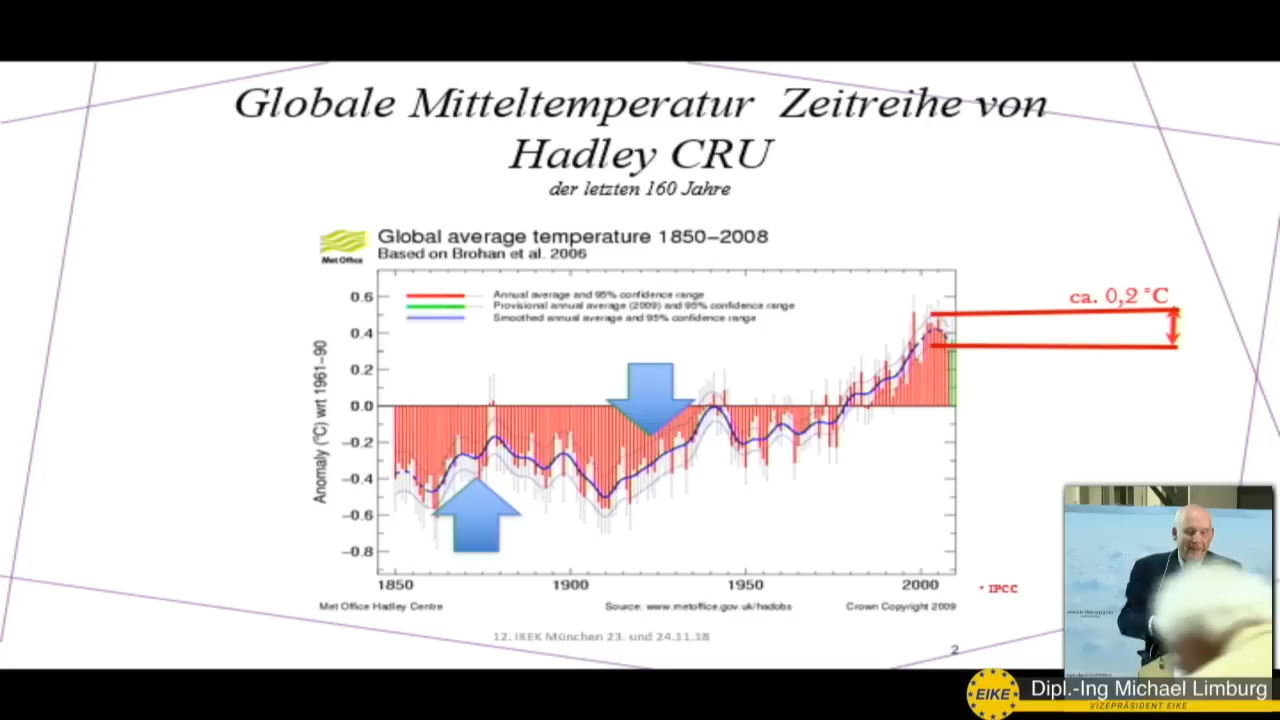 Globale Mitteltemperatur Zeitreihe von
Hadley CRU
der letzten 160 Jahre
Met Office
Global average temperature 1850–2008
Based on Brohan et al. 2006
Annual average and 95% confidence range
Provisional annual average (2009) and 95% confidence range
Smoothed annual average and 95% confidence range
ca. 0,2 °C
Anomaly (°C) wrt 1961–90
0.6
0.4
0.2
0.0
−0.2
−0.4
−0.6
−0.8
1850 1900 1950 2000
* IPCC
Met Office Hadley Centre Source: www.metoffice.gov.uk/hadobs Crown Copyright 2009
12. IKEK München 23. und 24.11.18
2
EIKE
Dipl.-Ing Michael Limburg
VIZEPRÄSIDENT EIKE